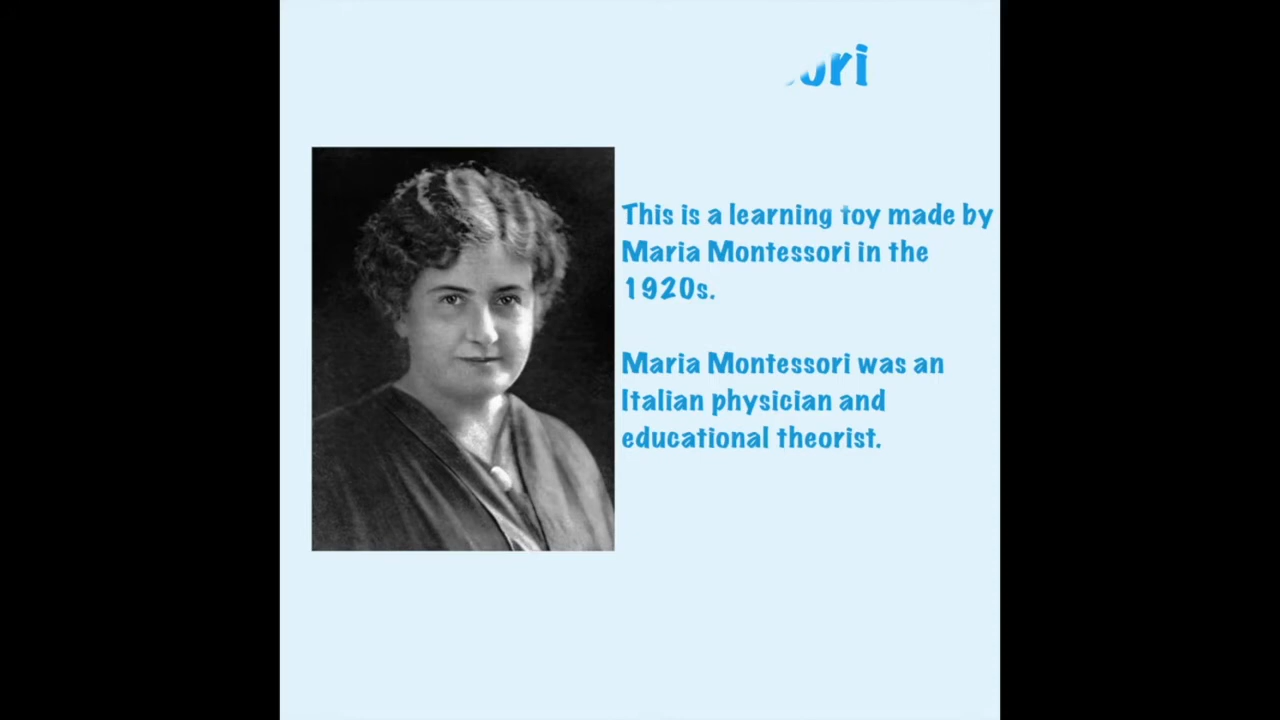 This is a learning toy made by
Maria Montessori in the
1920s.
Maria Montessori was an
Italian physician and
educational theorist.